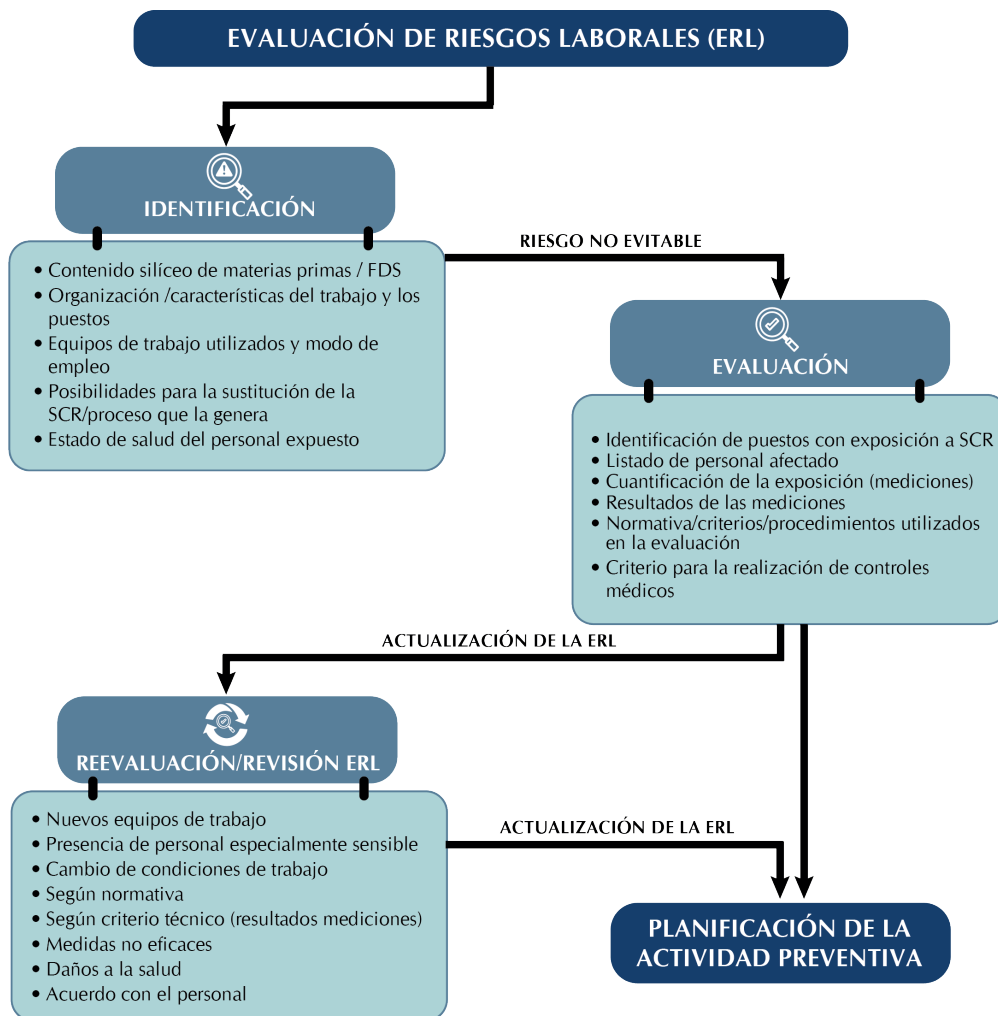 EVALUACIÓN DE RIESGOS LABORALES (ERL)
IDENTIFICACIÓN
• Contenido silíceo de materias primas / FDS
• Organización /características del trabajo y los
puestos
• Equipos de trabajo utilizados y modo de
empleo
• Posibilidades para la sustitución de la
SCR/proceso que la genera
• Estado de salud del personal expuesto
RIESGO NO EVITABLE
EVALUACIÓN
• Identificación de puestos con exposición a SCR
• Listado de personal afectado
• Cuantificación de la exposición (mediciones)
• Resultados de las mediciones
• Normativa/criterios/procedimientos utilizados
en la evaluación
• Criterio para la realización de controles
médicos
ACTUALIZACIÓN DE LA ERL
REEVALUACIÓN/REVISIÓN ERL
• Nuevos equipos de trabajo
• Presencia de personal especialmente sensible
• Cambio de condiciones de trabajo
• Según normativa
• Según criterio técnico (resultados mediciones)
• Medidas no eficaces
• Daños a la salud
• Acuerdo con el personal
ACTUALIZACIÓN DE LA ERL
PLANIFICACIÓN DE LA
ACTIVIDAD PREVENTIVA